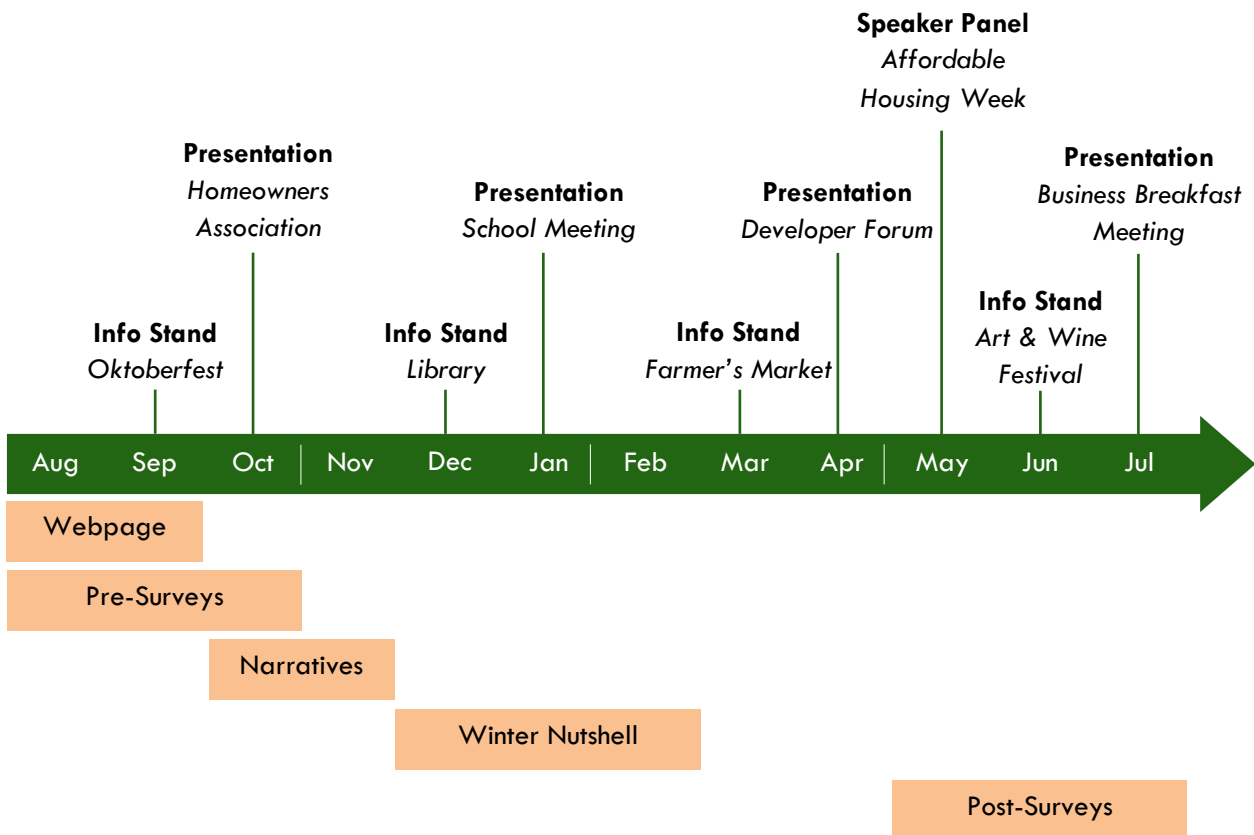 Speaker Panel
Affordable
Housing Week
Presentation
Homeowners
Association
Presentation
School Meeting
Presentation
Developer Forum
Presentation
Business Breakfast
Meeting
Info Stand
Oktoberfest
Info Stand
Library
Info Stand
Farmer’s Market
Info Stand
Art & Wine
Festival
Aug Sep Oct Nov Dec Jan Feb Mar Apr May Jun Jul
Webpage
Pre-Surveys
Narratives
Winter Nutshell
Post-Surveys